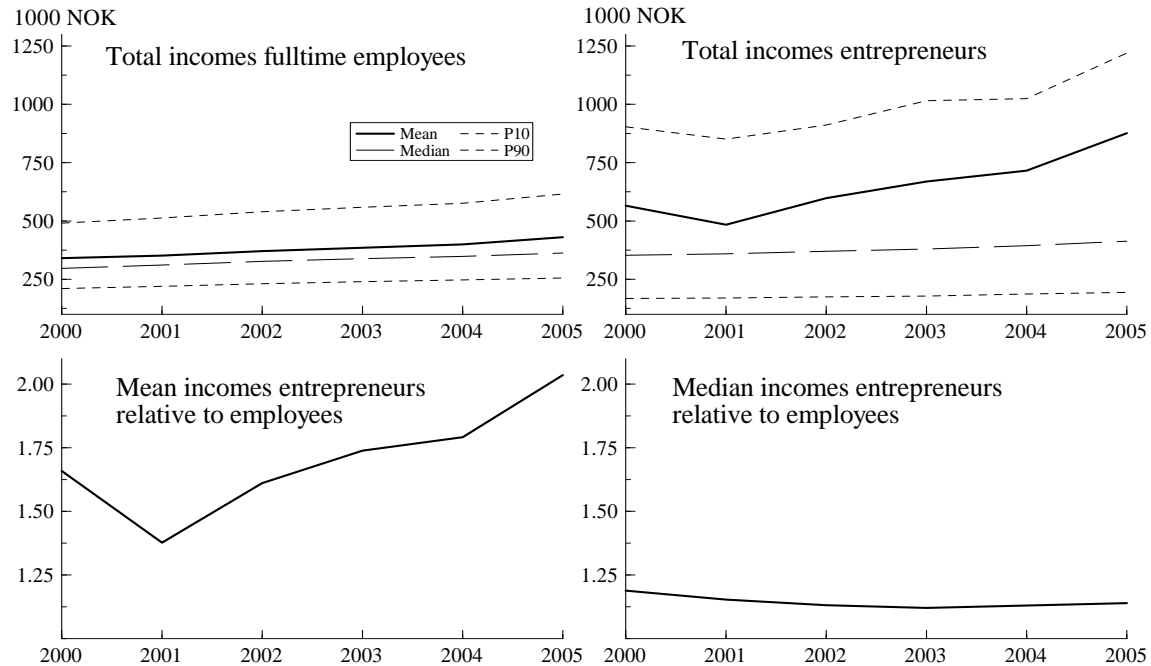 1000 NOK
Total incomes fulltime employees
1250
1000
750
500
250
Mean
P10
Median
P90
2000 2001 2002 2003 2004 2005
1000 NOK
Total incomes entrepreneurs
1250
1000
750
500
250
2000 2001 2002 2003 2004 2005
Mean incomes entrepreneurs
relative to employees
2.00
1.75
1.50
1.25
2000 2001 2002 2003 2004 2005
Median incomes entrepreneurs
relative to employees
2.00
1.75
1.50
1.25
2000 2001 2002 2003 2004 2005